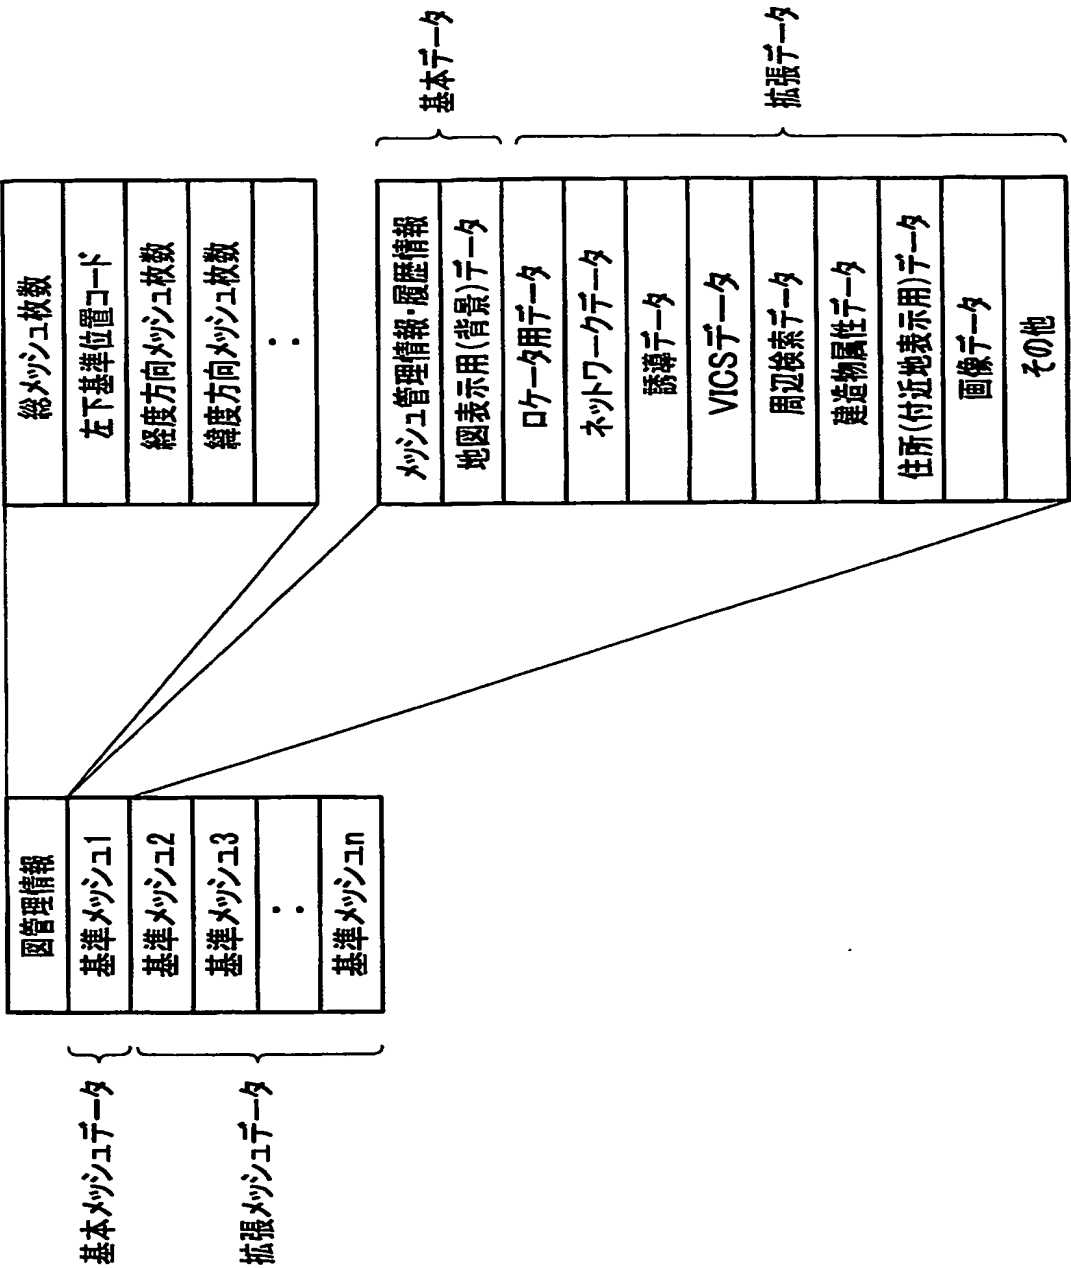 基本メッシュデータ
拡張メッシュデータ
図管理情報
基準メッシュ1
基準メッシュ2
基準メッシュ3
:
基準メッシュn
総メッシュ枚数
左下基準位置コード
経度方向メッシュ枚数
緯度方向メッシュ枚数
:
メッシュ管理情報・履歴情報
地図表示用(背景)データ
ロケータ用データ
ネットワークデータ
誘導データ
VICSデータ
周辺検索データ
建造物属性データ
住所(付近地表示用)データ
画像データ
その他
基本データ
拡張データ